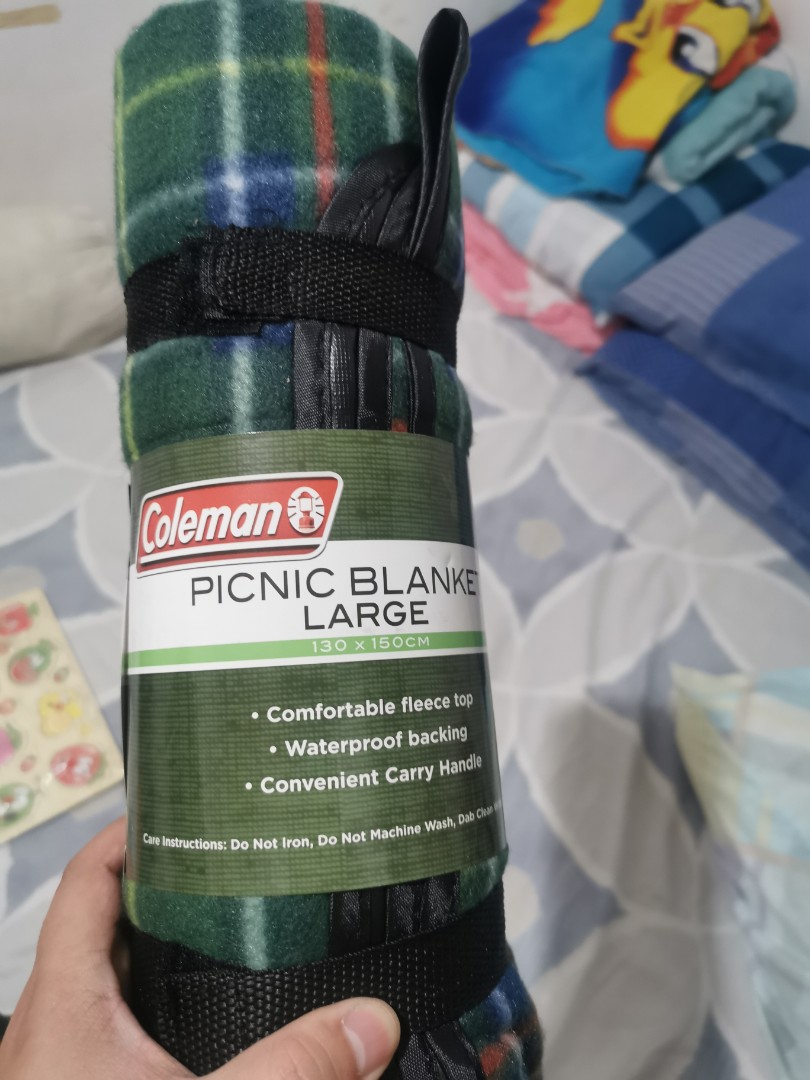 Coleman
PICNIC BLANKE
LARGE
130 x 150CM
• Comfortable fleece top
• Waterproof backing
• Convenient Carry Handle
Care Instructions: Do Not Iron, Do Not Machine Wash, Dab Clean